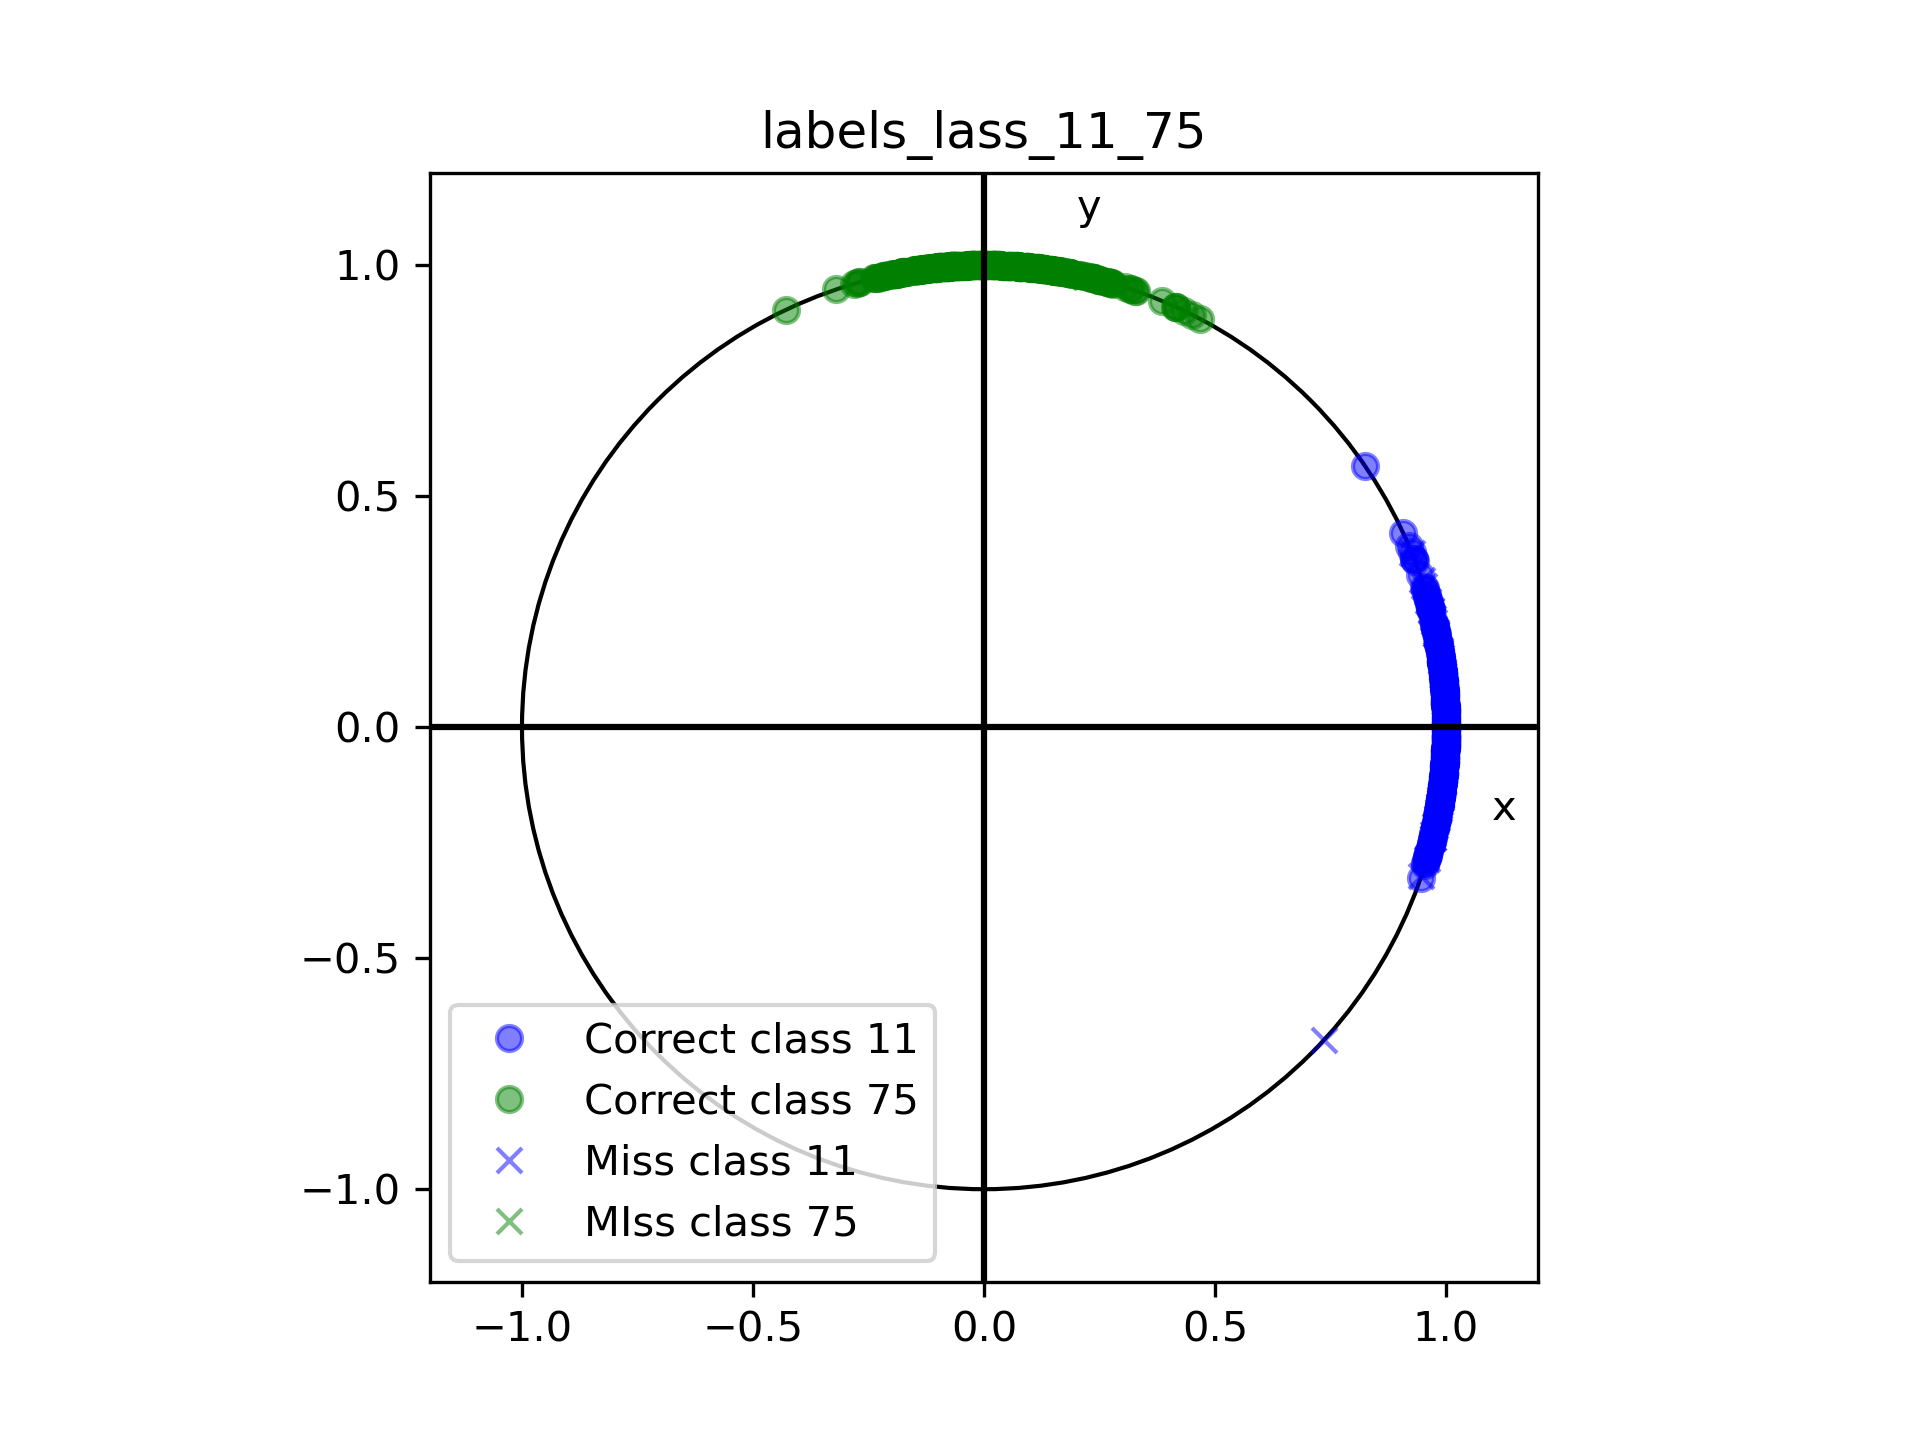 labels_lass_11_75
y
1.0
0.5
0.0
x
−0.5
−1.0
Correct class 11
Correct class 75
Miss class 11
MIss class 75
−1.0 −0.5 0.0 0.5 1.0